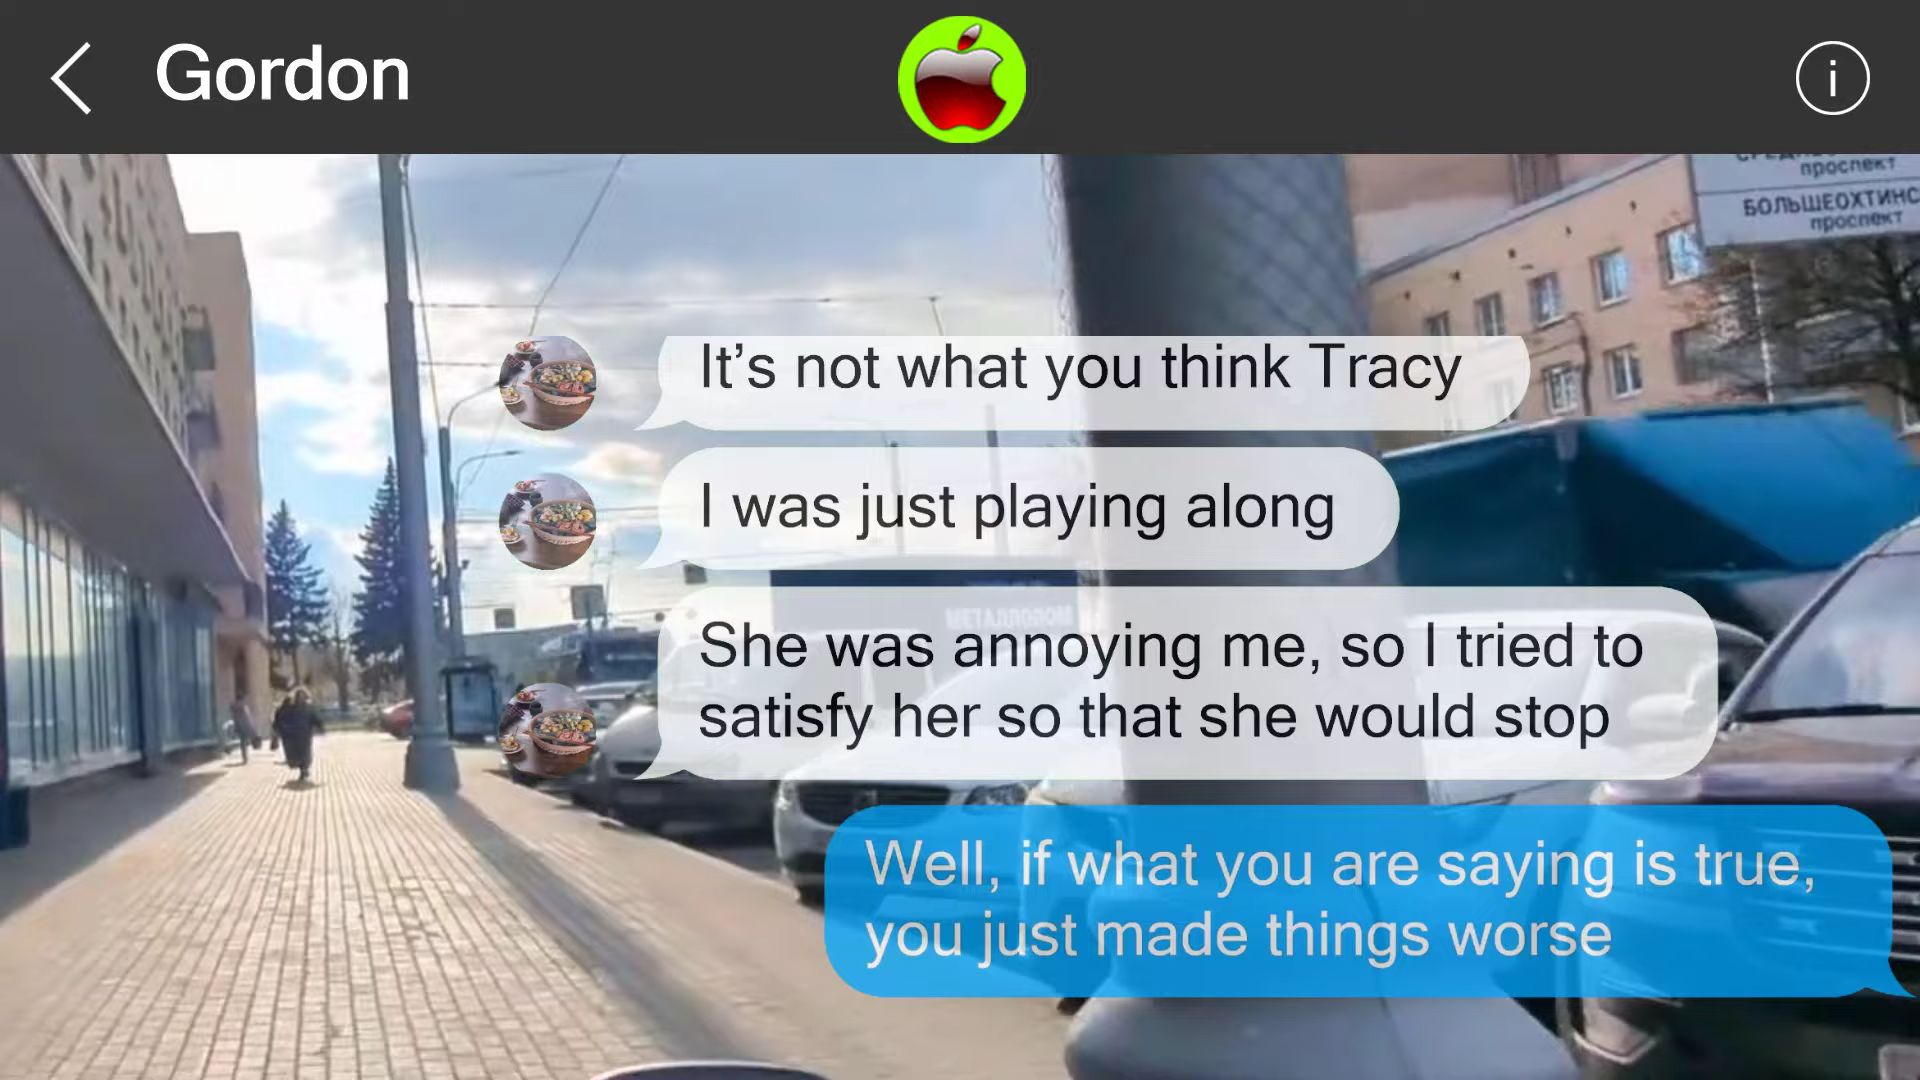 Gordon
i
проспект
БОЛЬШЕОХТИНС
проспект
It’s not what you think Tracy
I was just playing along
She was annoying me, so I tried to
satisfy her so that she would stop
МЕТАЛЛОЛОМ
Well, if what you are saying is true,
you just made things worse